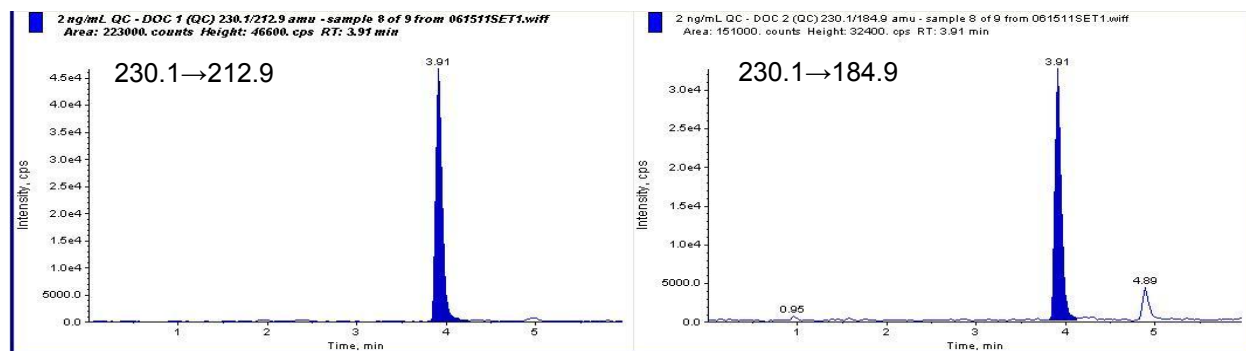 2 ng/mL QC - DOC 1 (QC) 230.1/212.9 amu - sample 8 of 9 from 061511SET1.wiff
Area: 223000. counts Height: 46600. cps RT: 3.91 min
230.1→212.9
3.91
4.5e4
4.0e4
3.5e4
3.0e4
2.5e4
2.0e4
1.5e4
1.0e4
5000.0
0.0
Intensity, cps
1
2
3
4
5
Time, min
2 ng/mL QC - DOC 2 (QC) 230.1/184.9 amu - sample 8 of 9 from 061511SET1.wiff
Area: 151000. counts Height: 32400. cps RT: 3.91 min
230.1→184.9
3.91
3.0e4
2.5e4
2.0e4
1.5e4
1.0e4
5000.0
0.0
Intensity, cps
0.95
4.89
1
2
3
4
5
Time, min